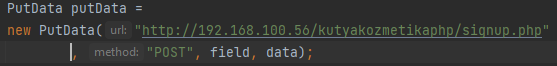 PutData putData =
new PutData( url: "http://192.168.100.56/kutyakozmetikaphp/signup.php"
, method: "POST", field, data);